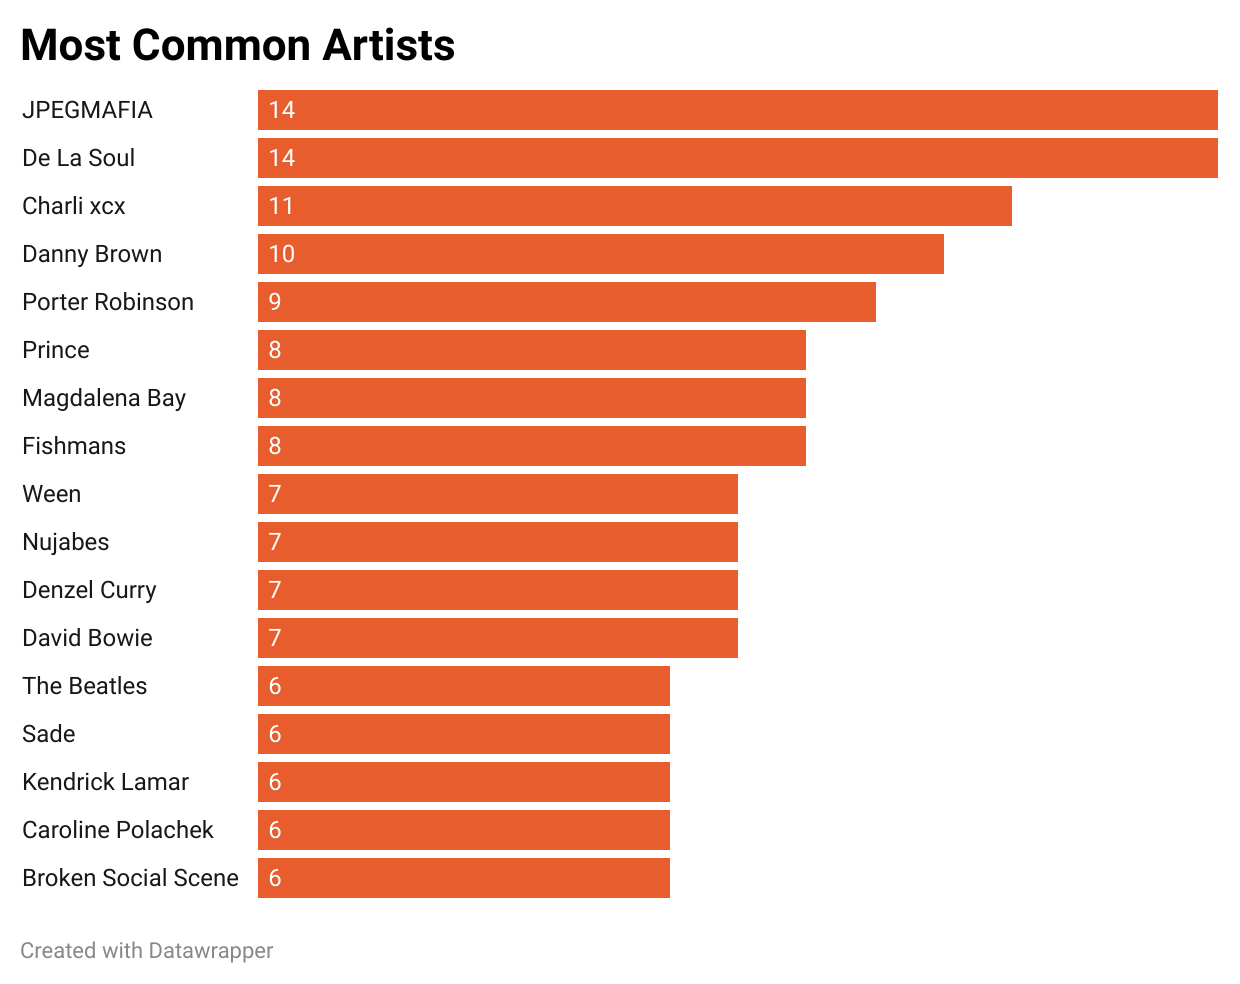 Most Common Artists
JPEGMAFIA 14
De La Soul 14
Charli xcx 11
Danny Brown 10
Porter Robinson 9
Prince 8
Magdalena Bay 8
Fishmans 8
Ween 7
Nujabes 7
Denzel Curry 7
David Bowie 7
The Beatles 6
Sade 6
Kendrick Lamar 6
Caroline Polachek 6
Broken Social Scene 6
Created with Datawrapper